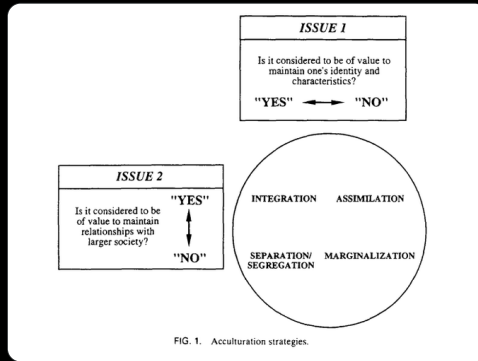 ISSUE 1
Is it considered to be of value to
maintain one's identity and
characteristics?
"YES" "NO"
ISSUE 2
Is it considered to be
of value to maintain
relationships with
larger society?
"YES"
"NO"
INTEGRATION ASSIMILATION
SEPARATION/ MARGINALIZATION
SEGREGATION
FIG. 1. Acculturation strategies.